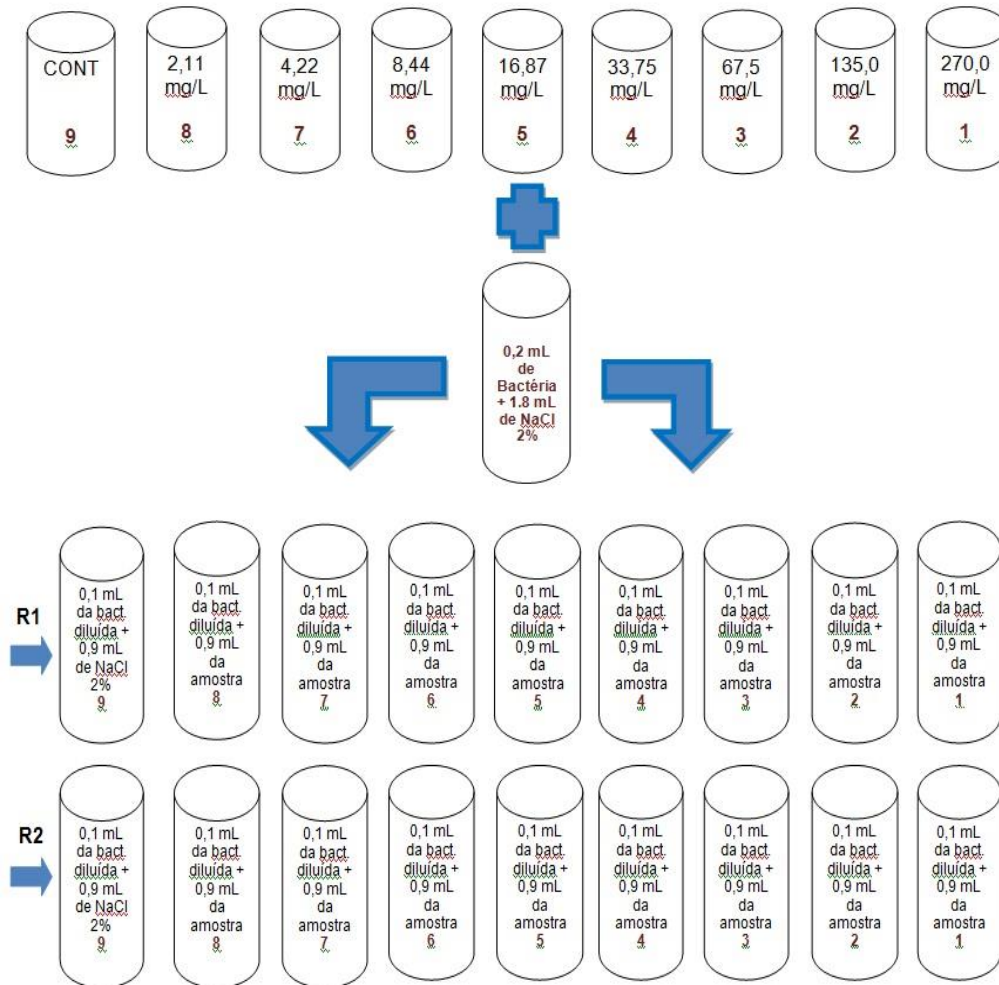 CONT
9
2,11
mg/L
8
4,22
mg/L
7
8,44
mg/L
6
16,87
mg/L
5
33,75
mg/L
4
67,5
mg/L
3
135,0
mg/L
2
270,0
mg/L
1
0,2 mL
de
Bactéria
+ 1.8 mL
de NaCl
2%
R1
0,1 mL
da bact
diluída +
0,9 mL
de NaCl
2%
9
0,1 mL
da bact.
diluída +
0,9 mL
da
amostra
8
0,1 mL
da bact.
diluída +
0,9 mL
da
amostra
7
0,1 mL
da bact.
diluída +
0,9 mL
da
amostra
6
0,1 mL
da bact.
diluída +
0,9 mL
da
amostra
5
0,1 mL
da bact.
diluída +
0,9 mL
da
amostra
4
0,1 mL
da bact.
diluída +
0,9 mL
da
amostra
3
0,1 mL
da bact.
diluída +
0,9 mL
da
amostra
2
0,1 mL
da bact.
diluída +
0,9 mL
da
amostra
1
R2
0,1 mL
da bact
diluída +
0,9 mL
de NaCl
2%
9
0,1 mL
da bact.
diluída +
0,9 mL
da
amostra
8
0,1 mL
da bact.
diluída +
0,9 mL
da
amostra
7
0,1 mL
da bact.
diluída +
0,9 mL
da
amostra
6
0,1 mL
da bact.
diluída +
0,9 mL
da
amostra
5
0,1 mL
da bact.
diluída +
0,9 mL
da
amostra
4
0,1 mL
da bact.
diluída +
0,9 mL
da
amostra
3
0,1 mL
da bact.
diluída +
0,9 mL
da
amostra
2
0,1 mL
da bact.
diluída +
0,9 mL
da
amostra
1